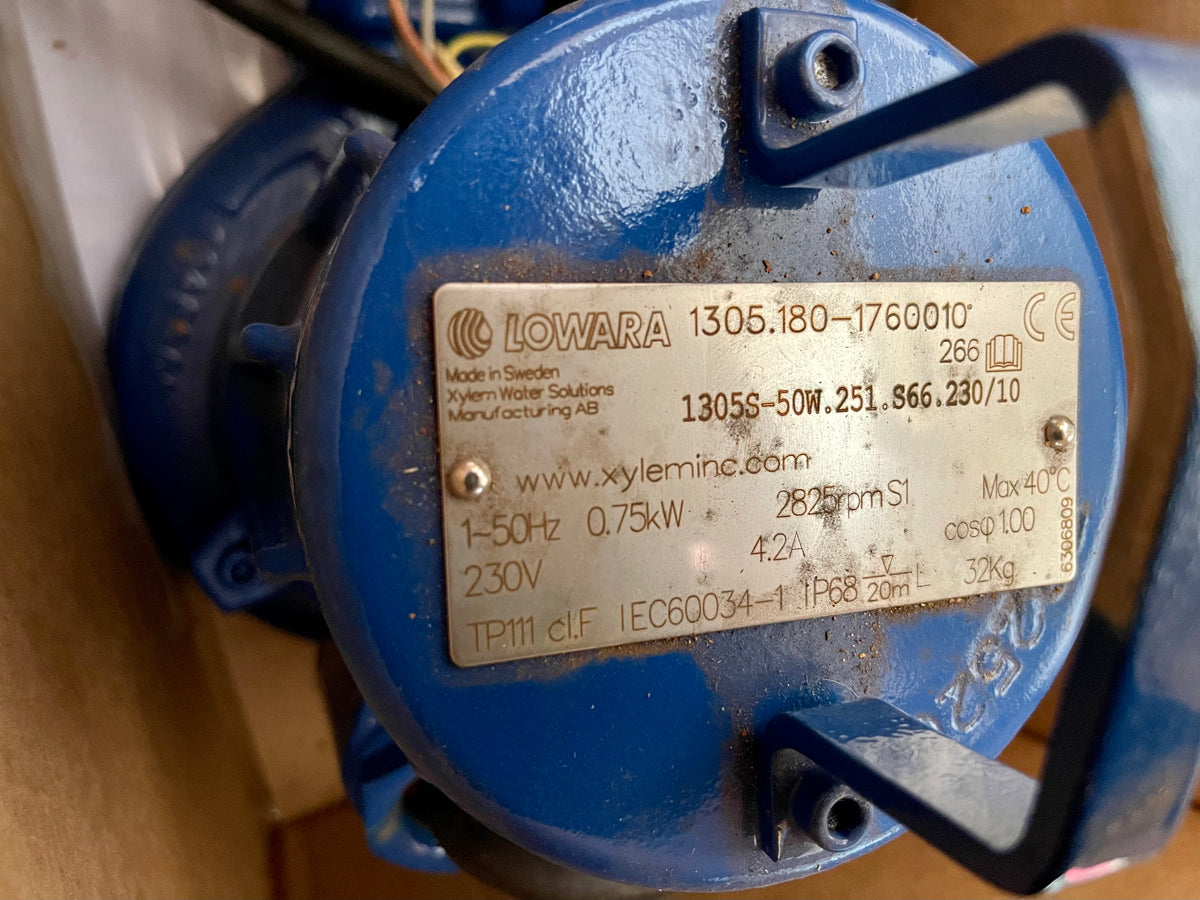 LOWARA 1305.180-1760010
CE
266
Made in Sweden
Xylem Water Solutions
Manufacturing AB
1305S-50W.251.S66.230/10
www.xyleminc.com
1~50Hz 0.75kW 2825rpm S1 Max 40°C
230V 4.2A cosφ 1.00
TP111 cl.F IEC60034-1 IP68 ▽/20m L 32Kg
6306809